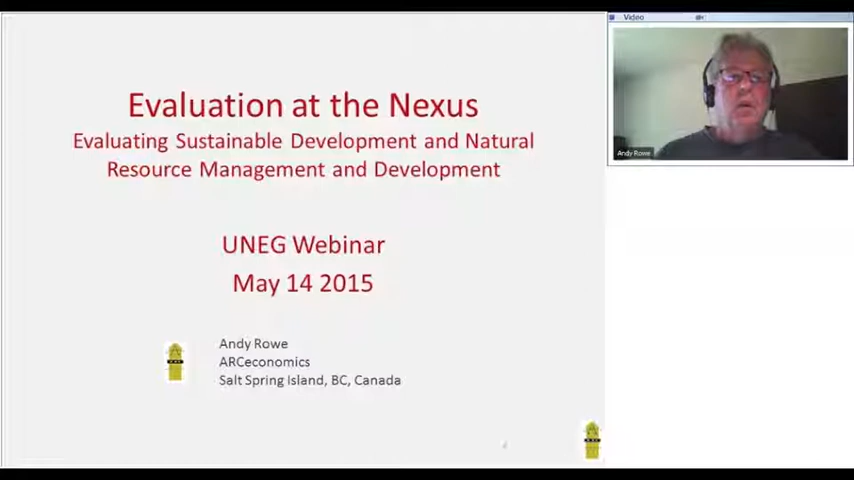 Evaluation at the Nexus
Evaluating Sustainable Development and Natural
Resource Management and Development
UNEG Webinar
May 14 2015
Andy Rowe
ARCeconomics
Salt Spring Island, BC, Canada
Video
Andy Rowe